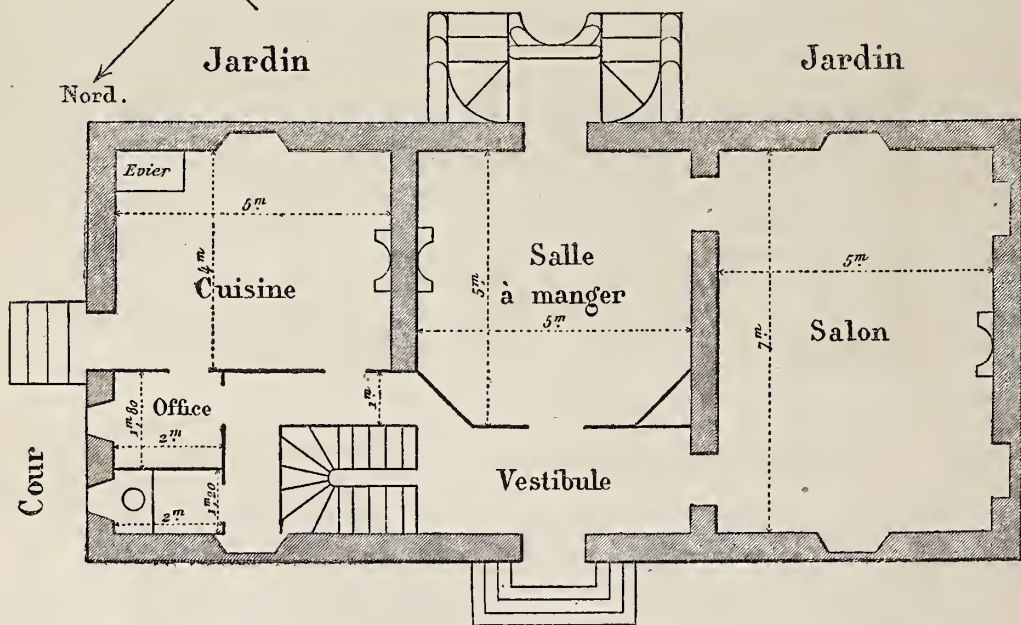 Jardin
Jardin
Nord.
Evier
5m
4m
Cuisine
Salle
à manger
5m
5m
5m
7m
Salon
1m80
Office
2m
1m
Cour
2m
1m20
Vestibule